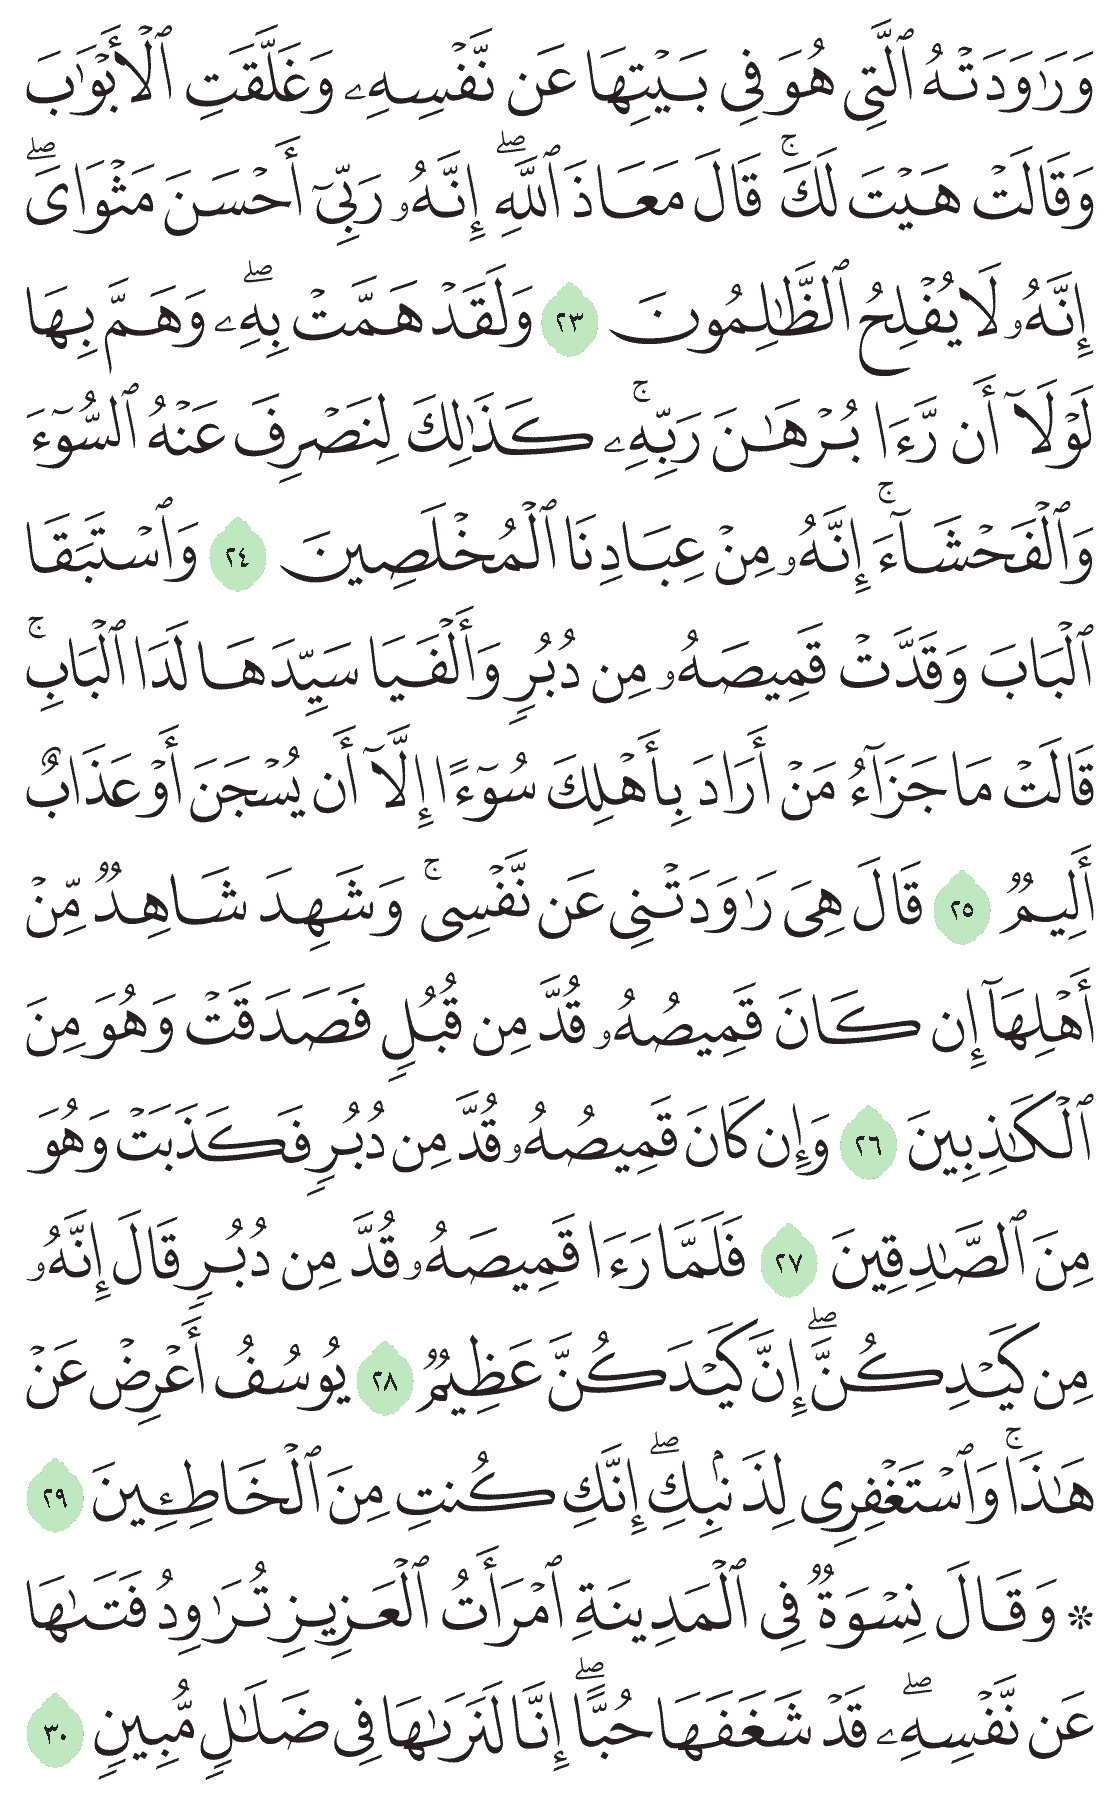 وَرَٰوَدَتۡهُ ٱلَّتِي هُوَ فِي بَيۡتِهَا عَن نَّفۡسِهِۦ وَغَلَّقَتِ ٱلۡأَبۡوَٰبَ
وَقَالَتۡ هَيۡتَ لَكَۚ قَالَ مَعَاذَ ٱللَّهِۖ إِنَّهُۥ رَبِّيٓ أَحۡسَنَ مَثۡوَايَۖ
إِنَّهُۥ لَا يُفۡلِحُ ٱلظَّٰلِمُونَ ٢٣ وَلَقَدۡ هَمَّتۡ بِهِۦۖ وَهَمَّ بِهَا
لَوۡلَآ أَن رَّءَا بُرۡهَٰنَ رَبِّهِۦۚ كَذَٰلِكَ لِنَصۡرِفَ عَنۡهُ ٱلسُّوٓءَ
وَٱلۡفَحۡشَآءَۚ إِنَّهُۥ مِنۡ عِبَادِنَا ٱلۡمُخۡلَصِينَ ٢٤ وَٱسۡتَبَقَا
ٱلۡبَابَ وَقَدَّتۡ قَمِيصَهُۥ مِن دُبُرٖ وَأَلۡفَيَا سَيِّدَهَا لَدَا ٱلۡبَابِۚ
قَالَتۡ مَا جَزَآءُ مَنۡ أَرَادَ بِأَهۡلِكَ سُوٓءًا إِلَّآ أَن يُسۡجَنَ أَوۡ عَذَابٌ
أَلِيمٞ ٢٥ قَالَ هِيَ رَٰوَدَتۡنِي عَن نَّفۡسِيۚ وَشَهِدَ شَاهِدٞ مِّنۡ
أَهۡلِهَآ إِن كَانَ قَمِيصُهُۥ قُدَّ مِن قُبُلٖ فَصَدَقَتۡ وَهُوَ مِنَ
ٱلۡكَٰذِبِينَ ٢٦ وَإِن كَانَ قَمِيصُهُۥ قُدَّ مِن دُبُرٖ فَكَذَبَتۡ وَهُوَ
مِنَ ٱلصَّٰدِقِينَ ٢٧ فَلَمَّا رَءَا قَمِيصَهُۥ قُدَّ مِن دُبُرٖ قَالَ إِنَّهُۥ
مِن كَيۡدِكُنَّۖ إِنَّ كَيۡدَكُنَّ عَظِيمٞ ٢٨ يُوسُفُ أَعۡرِضۡ عَنۡ
هَٰذَاۚ وَٱسۡتَغۡفِرِي لِذَنۢبِكِۖ إِنَّكِ كُنتِ مِنَ ٱلۡخَاطِـِٔينَ ٢٩
۞ وَقَالَ نِسۡوَةٞ فِي ٱلۡمَدِينَةِ ٱمۡرَأَتُ ٱلۡعَزِيزِ تُرَٰوِدُ فَتَىٰهَا
عَن نَّفۡسِهِۦۖ قَدۡ شَغَفَهَا حُبًّاۖ إِنَّا لَنَرَىٰهَا فِي ضَلَٰلٖ مُّبِينٖ ٣٠